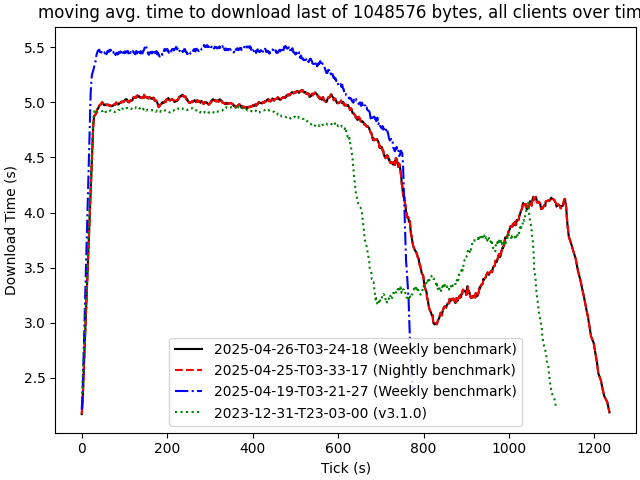 moving avg. time to download last of 1048576 bytes, all clients over tim
5.5
5.0
4.5
4.0
3.5
3.0
2.5
Download Time (s)
2025-04-26-T03-24-18 (Weekly benchmark)
2025-04-25-T03-33-17 (Nightly benchmark)
2025-04-19-T03-21-27 (Weekly benchmark)
2023-12-31-T23-03-00 (v3.1.0)
0 200 400 600 800 1000 1200
Tick (s)